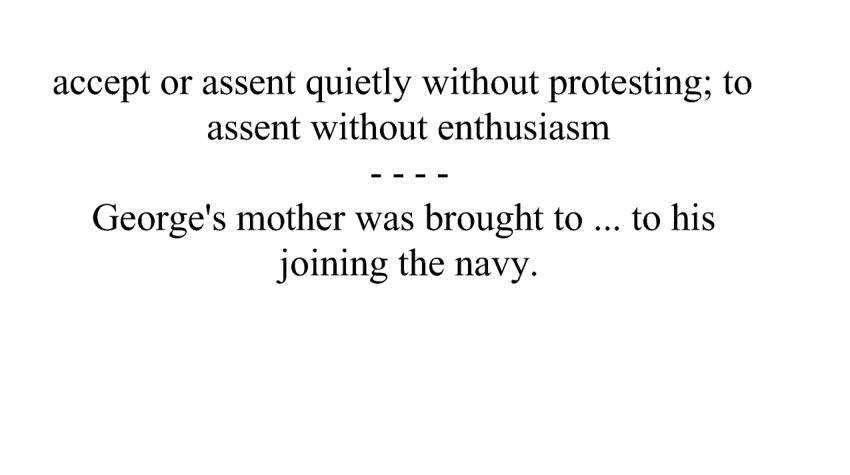 accept or assent quietly without protesting; to
assent without enthusiasm
- - - -
George's mother was brought to ... to his
joining the navy.